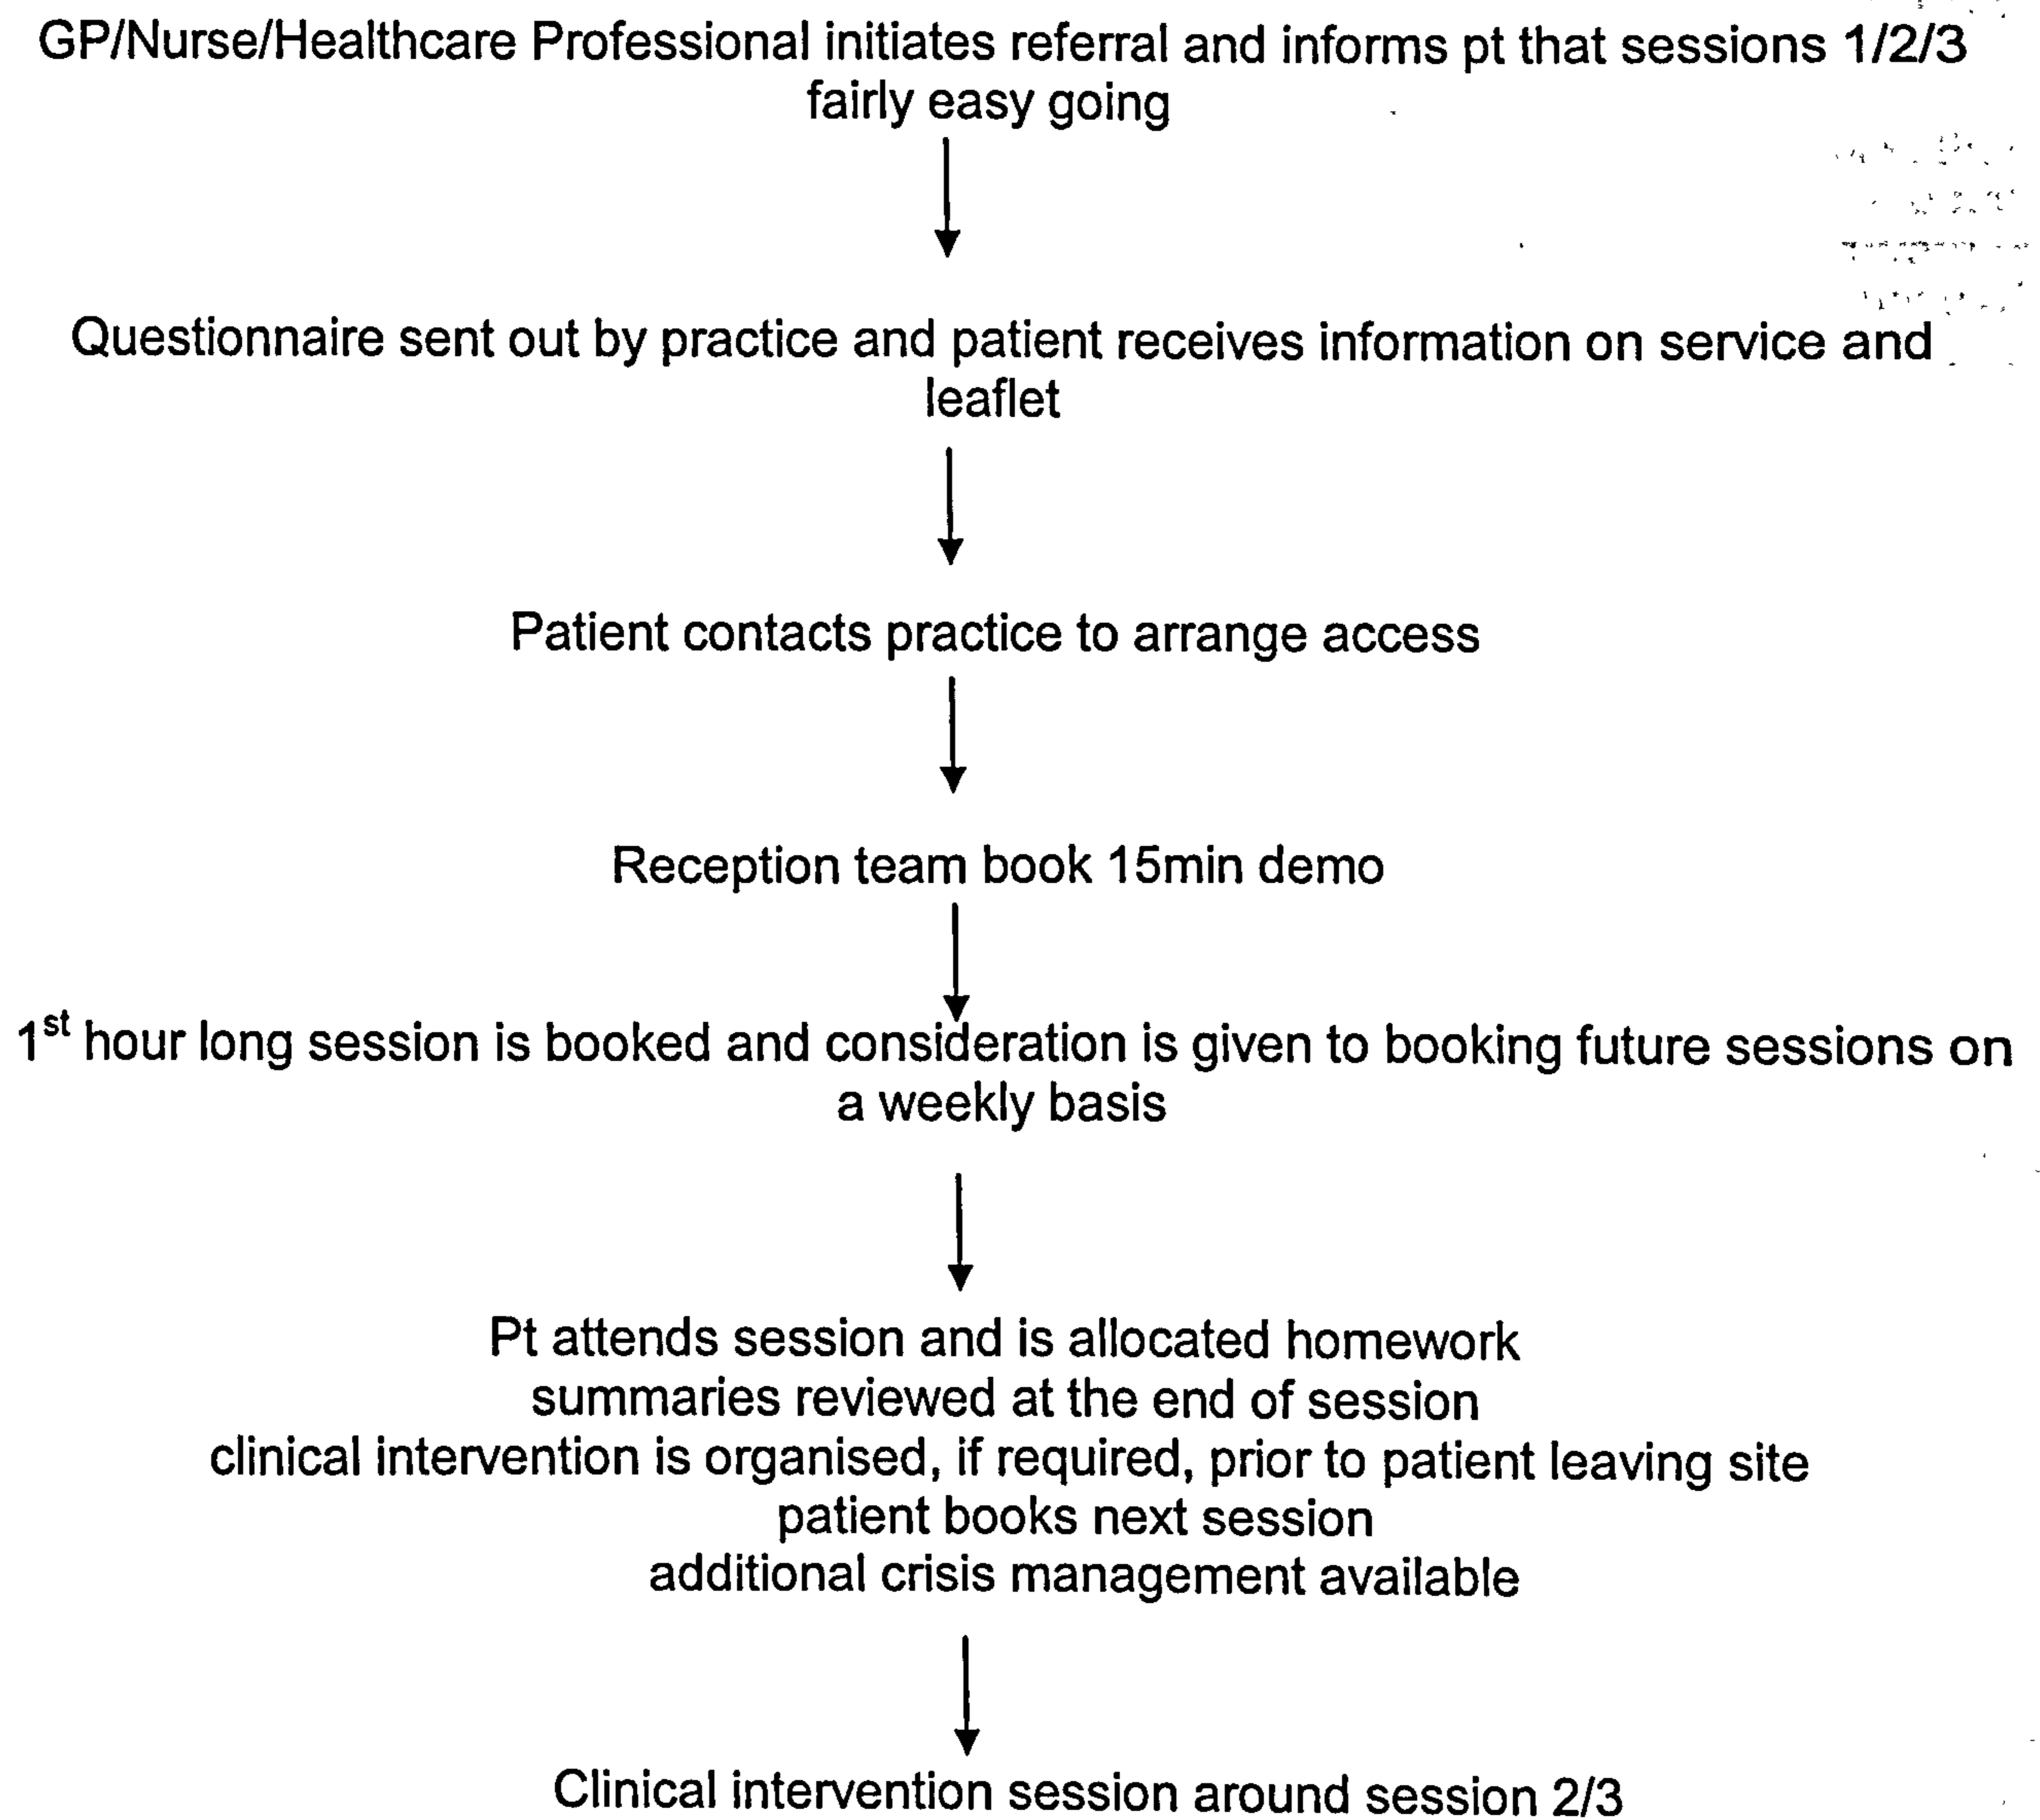 GP/Nurse/Healthcare Professional initiates referral and informs pt that sessions 1/2/3
fairly easy going
Questionnaire sent out by practice and patient receives information on service and
leaflet
Patient contacts practice to arrange access
Reception team book 15min demo
1st hour long session is booked and consideration is given to booking future sessions on
a weekly basis
Pt attends session and is allocated homework
summaries reviewed at the end of session
clinical intervention is organised, if required, prior to patient leaving site
patient books next session
additional crisis management available
Clinical intervention session around session 2/3